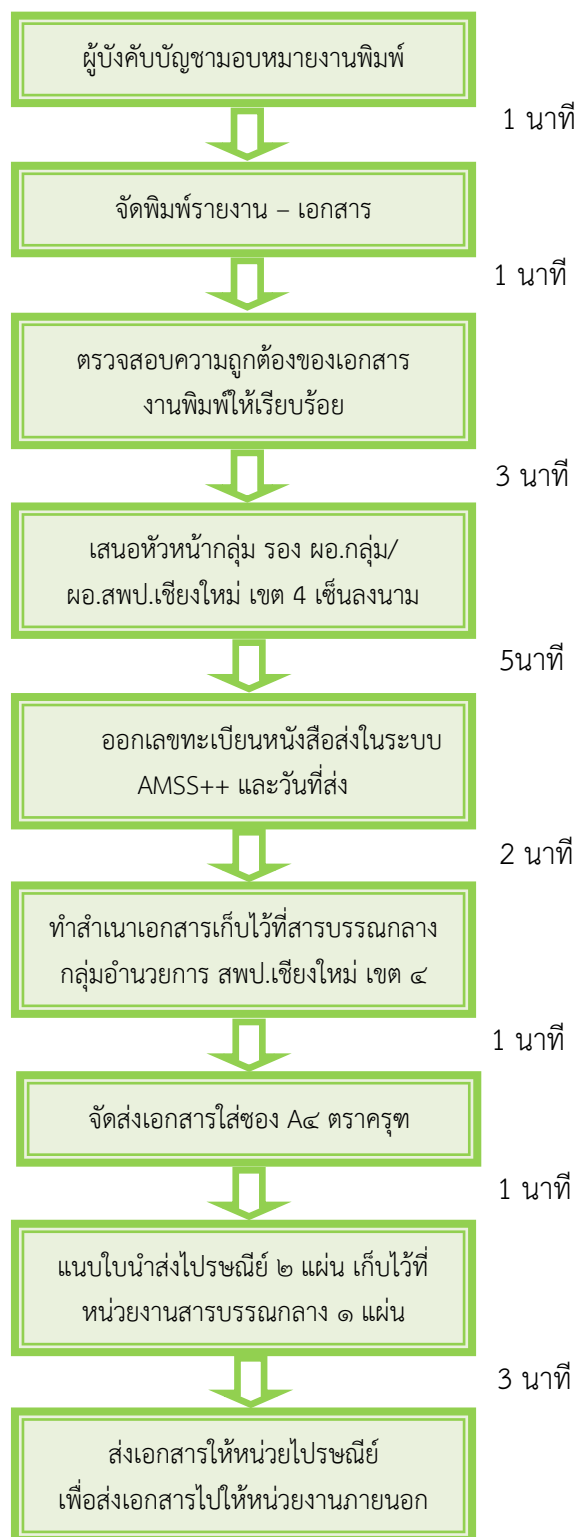 ผู้บังคับบัญชามอบหมายงานพิมพ์
1 นาที
จัดพิมพ์รายงาน – เอกสาร
1 นาที
ตรวจสอบความถูกต้องของเอกสาร
งานพิมพ์ให้เรียบร้อย
3 นาที
เสนอหัวหน้ากลุ่ม รอง ผอ.กลุ่ม/
ผอ.สพป.เชียงใหม่ เขต 4 เซ็นลงนาม
5นาที
ออกเลขทะเบียนหนังสือส่งในระบบ
AMSS++ และวันที่ส่ง
2 นาที
ทำสำเนาเอกสารเก็บไว้ที่สารบรรณกลาง
กลุ่มอำนวยการ สพป.เชียงใหม่ เขต ๔
1 นาที
จัดส่งเอกสารใส่ซอง A๔ ตราครุฑ
1 นาที
แนบใบนำส่งไปรษณีย์ ๒ แผ่น เก็บไว้ที่
หน่วยงานสารบรรณกลาง ๑ แผ่น
3 นาที
ส่งเอกสารให้หน่วยไปรษณีย์
เพื่อส่งเอกสารไปให้หน่วยงานภายนอก